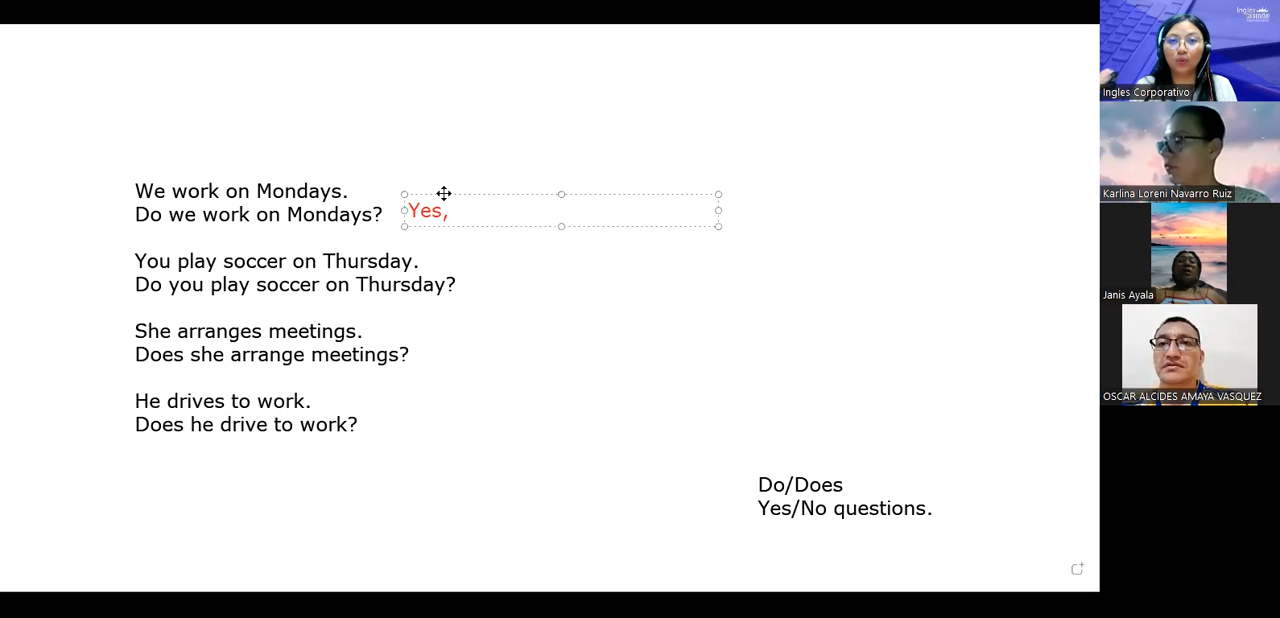 We work on Mondays.
Do we work on Mondays?
Yes,
You play soccer on Thursday.
Do you play soccer on Thursday?
She arranges meetings.
Does she arrange meetings?
He drives to work.
Does he drive to work?
Do/Does
Yes/No questions.
Ingles Corporativo
Karlina Loreni Navarro Ruiz
Janis Ayala
OSCAR ALCIDES AMAYA VASQUEZ